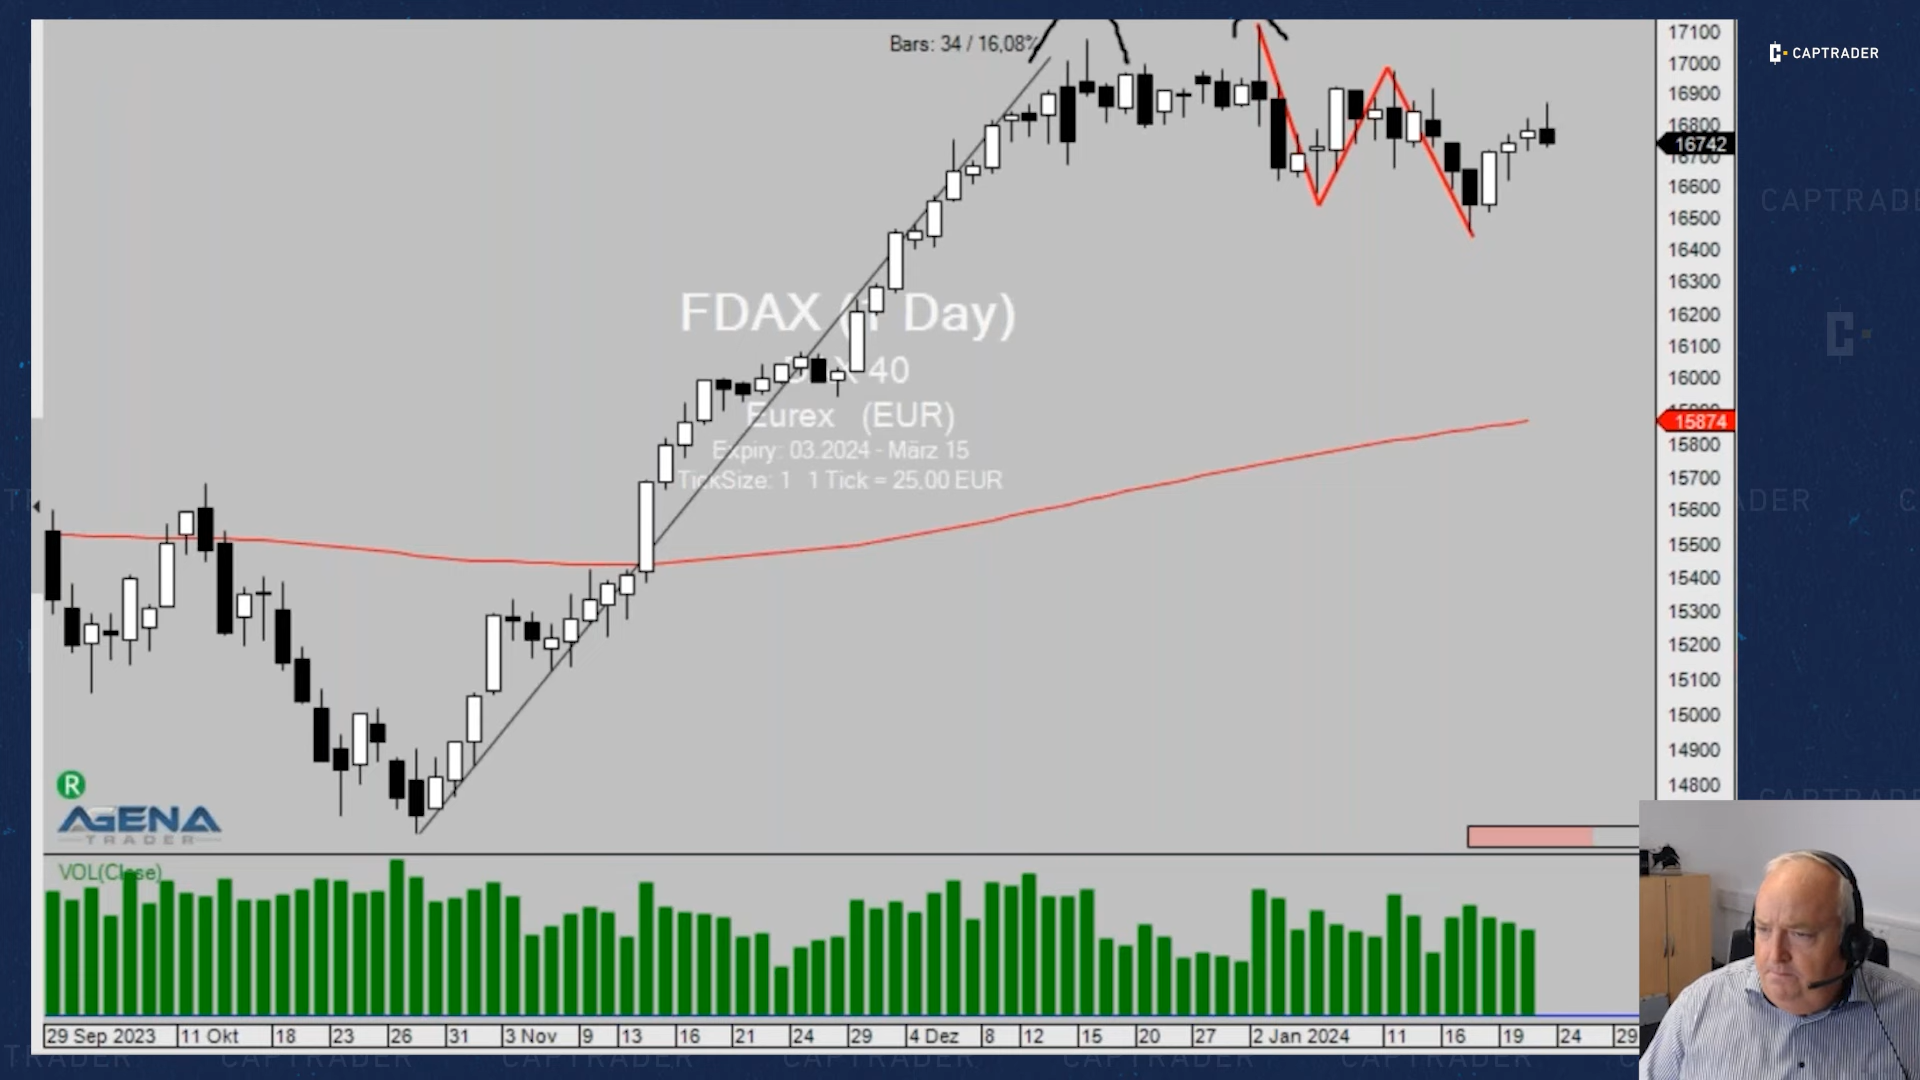 Bars: 34 / 16,08%
CAPTRADER
FDAX (1 Day)
Eurex (EUR)
Expiry: 03.2024 - März 15
TickSize: 1 1 Tick = 25,00 EUR
17100
17000
16900
16800
16742
16700
16600
16500
16400
16300
16200
16100
16000
15874
15800
15700
15600
15500
15400
15300
15200
15100
15000
14900
14800
R
AGENA
TRADER
VOL(Close)
29 Sep 2023 11 Okt 18 23 26 31 3 Nov 9 13 16 21 24 29 4 Dez 8 12 15 20 27 2 Jan 2024 11 16 19 24 29